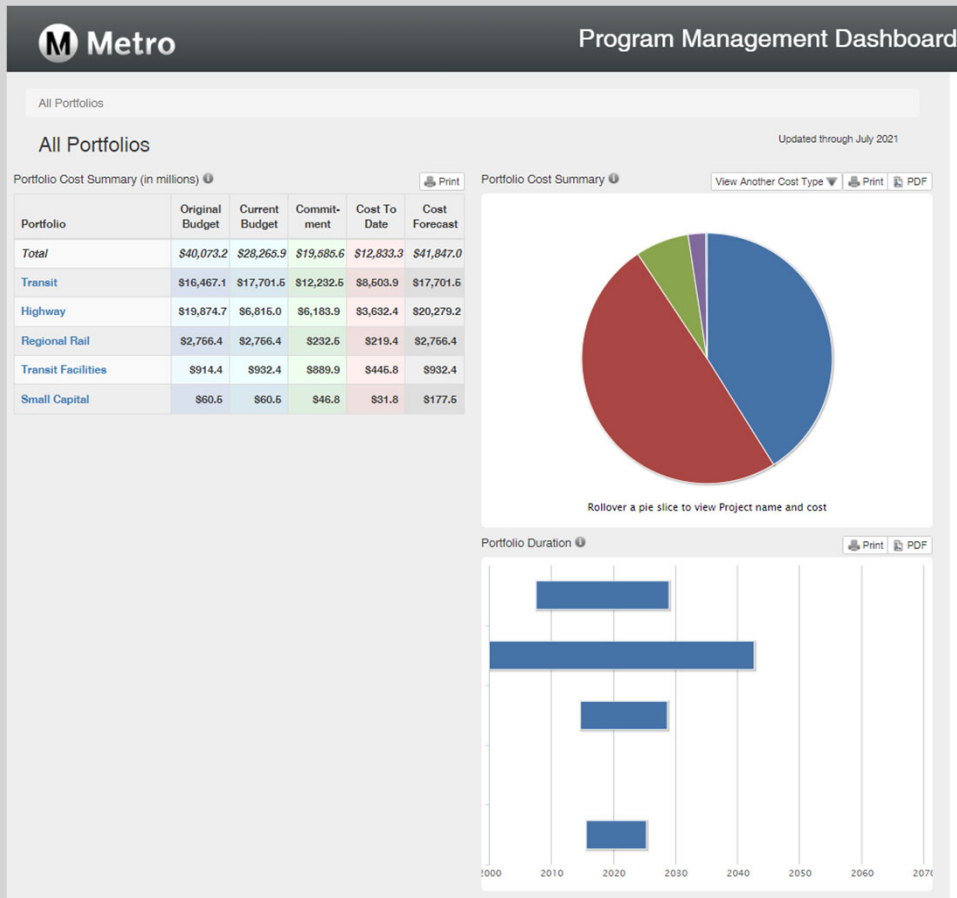 M Metro
Program Management Dashboard
All Portfolios
All Portfolios
Updated through July 2021
Portfolio Cost Summary (in millions)
Print
Portfolio Original Budget Current Budget Commit-ment Cost To Date Cost Forecast
Total $40,073.2 $28,265.9 $19,585.6 $12,833.3 $41,847.0
Transit $16,467.1 $17,701.5 $12,232.5 $8,503.9 $17,701.5
Highway $19,874.7 $6,815.0 $6,183.9 $3,632.4 $20,279.2
Regional Rail $2,756.4 $2,756.4 $232.5 $219.4 $2,756.4
Transit Facilities $914.4 $932.4 $889.9 $445.8 $932.4
Small Capital $60.5 $60.5 $46.8 $31.8 $177.5
Portfolio Cost Summary
View Another Cost Type Print PDF
Rollover a pie slice to view Project name and cost
Portfolio Duration
Print PDF
2000 2010 2020 2030 2040 2050 2060 2070